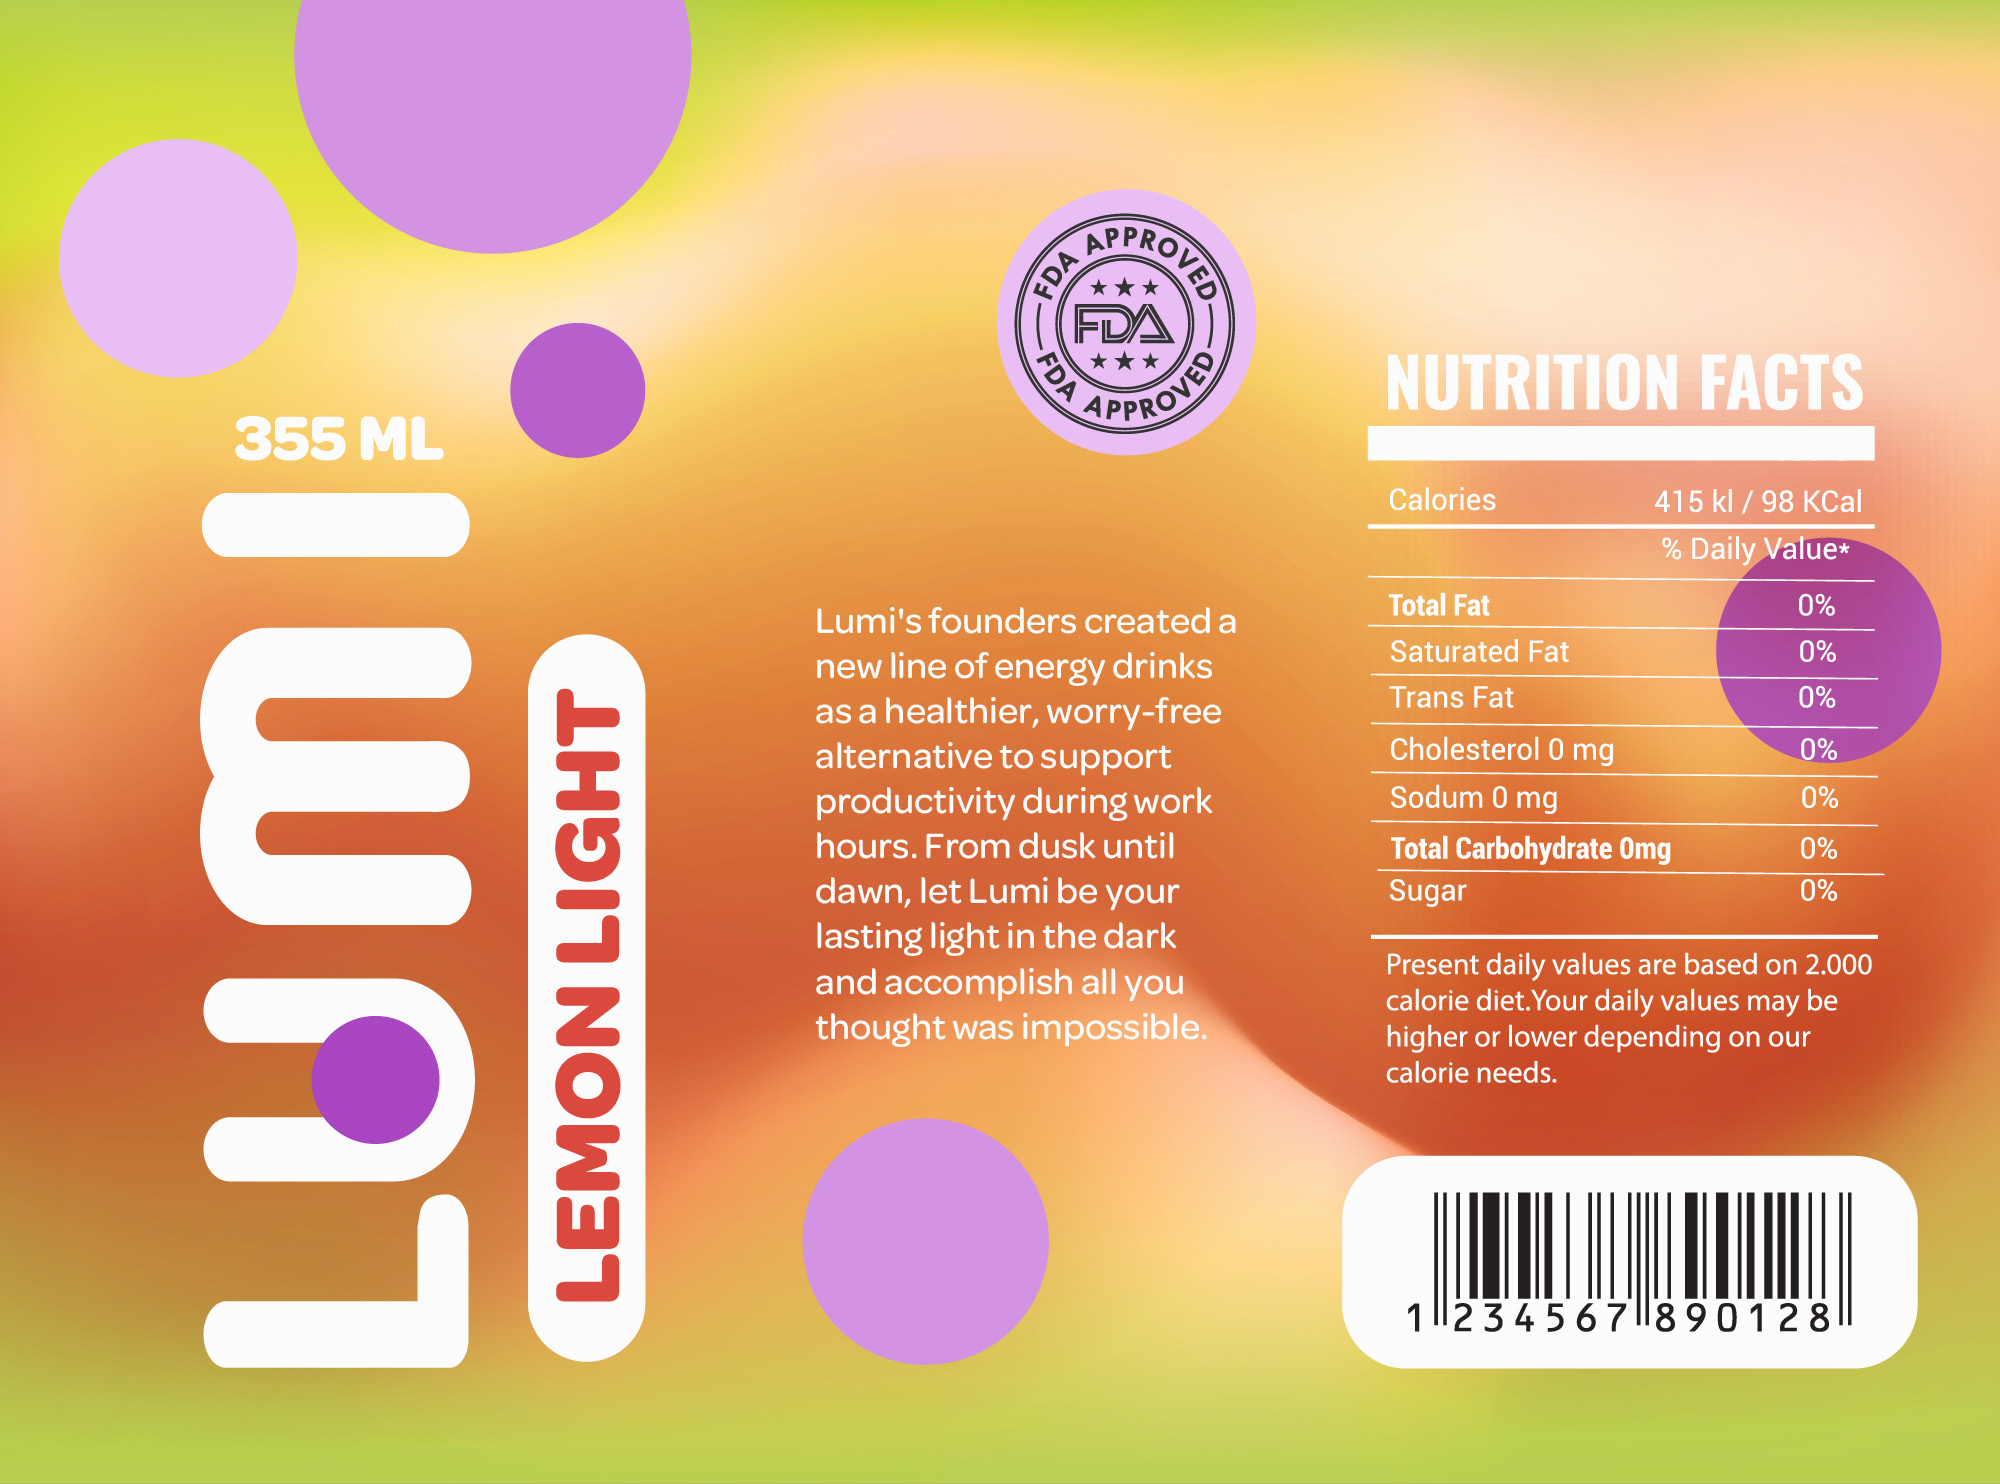 355 ML
Lumi
LEMON LIGHT
FDA APPROVED
FDA
FDA APPROVED
Lumi's founders created a
new line of energy drinks
as a healthier, worry-free
alternative to support
productivity during work
hours. From dusk until
dawn, let Lumi be your
lasting light in the dark
and accomplish all you
thought was impossible.
NUTRITION FACTS
Calories 415 kl / 98 KCal
% Daily Value*
Total Fat 0%
Saturated Fat 0%
Trans Fat 0%
Cholesterol 0 mg 0%
Sodum 0 mg 0%
Total Carbohydrate 0mg 0%
Sugar 0%
Present daily values are based on 2.000
calorie diet.Your daily values may be
higher or lower depending on our
calorie needs.
1 234567 890128